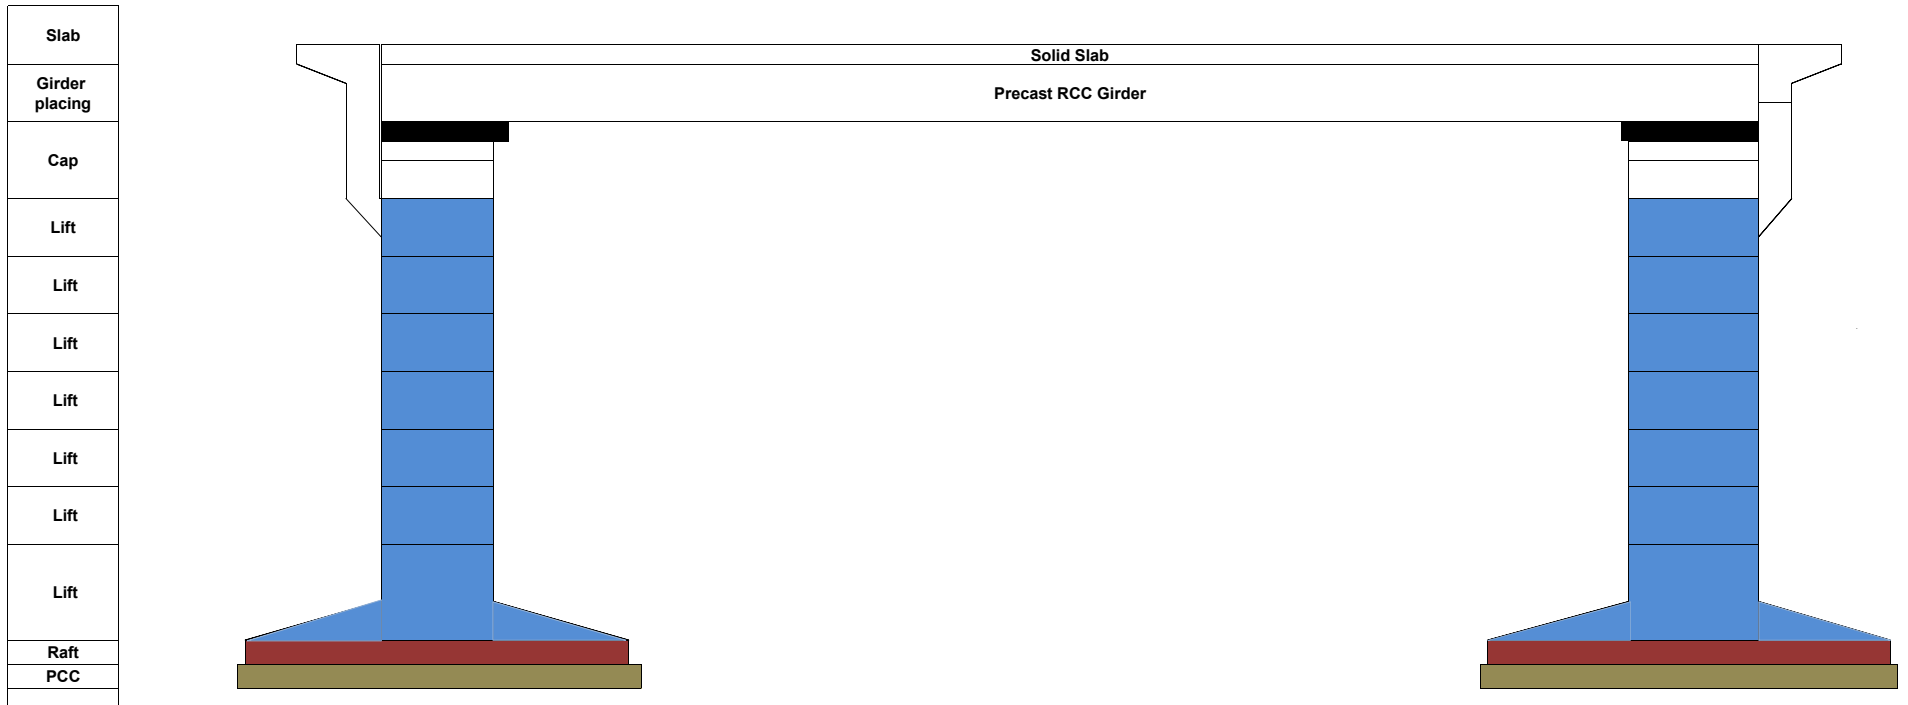 Slab
Solid Slab
Girder
placing
Precast RCC Girder
Cap
Lift
Lift
Lift
Lift
Lift
Lift
Lift
Raft
PCC